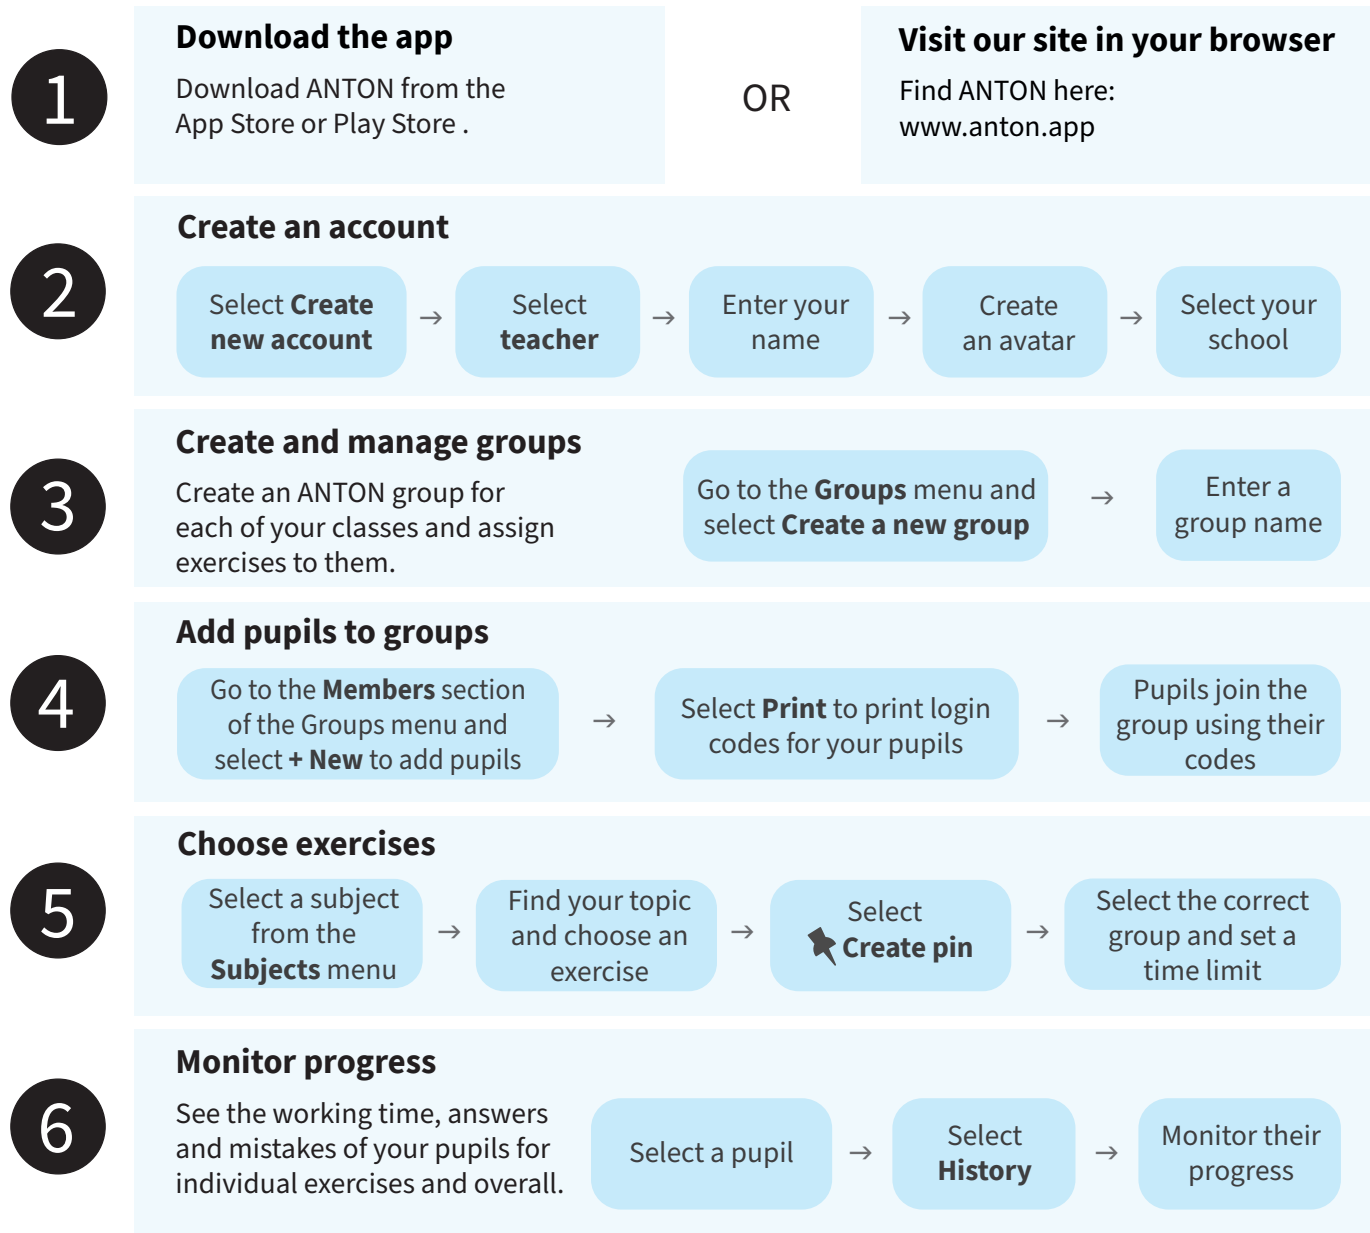 1
Download the app
Download ANTON from the
App Store or Play Store .
OR
Visit our site in your browser
Find ANTON here:
www.anton.app
2
Create an account
Select Create
new account
→
Select
teacher
→
Enter your
name
→
Create
an avatar
→
Select your
school
3
Create and manage groups
Create an ANTON group for
each of your classes and assign
exercises to them.
Go to the Groups menu and
select Create a new group
→
Enter a
group name
4
Add pupils to groups
Go to the Members section
of the Groups menu and
select + New to add pupils
→
Select Print to print login
codes for your pupils
→
Pupils join the
group using their
codes
5
Choose exercises
Select a subject
from the
Subjects menu
→
Find your topic
and choose an
exercise
→
Select
Create pin
→
Select the correct
group and set a
time limit
6
Monitor progress
See the working time, answers
and mistakes of your pupils for
individual exercises and overall.
Select a pupil
→
Select
History
→
Monitor their
progress